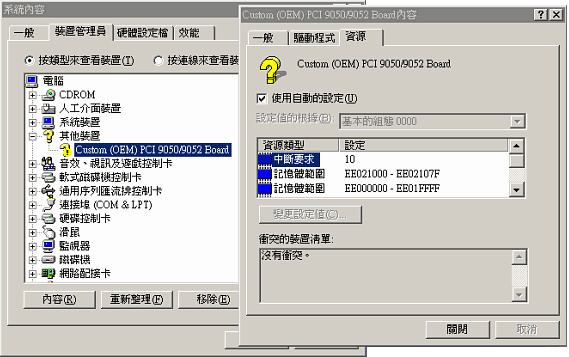 系統內容
一般
裝置管理員
硬體設定檔
效能
按類型來查看裝置(T)
按連線來查看裝
電腦
CDROM
人工介面裝置
系統裝置
其他裝置
Custom (OEM) PCI 9050/9052 Board
音效、視訊及遊戲控制卡
軟式磁碟機控制卡
通用序列匯流排控制卡
連接埠 (COM & LPT)
硬碟控制卡
滑鼠
監視器
磁碟機
網路配接卡
內容(R)
重新整理(F)
移除(E)
Custom (OEM) PCI 9050/9052 Board內容
一般
驅動程式
資源
Custom (OEM) PCI 9050/9052 Board
使用自動的設定(U)
設定值的根據(B):
基本的組態 0000
資源類型
設定
中斷要求
10
記憶體範圍
EE021000 - EE02107F
記憶體範圍
EE000000 - EE01FFFF
變更設定值(C)...
衝突的裝置清單:
沒有衝突。
關閉
取消